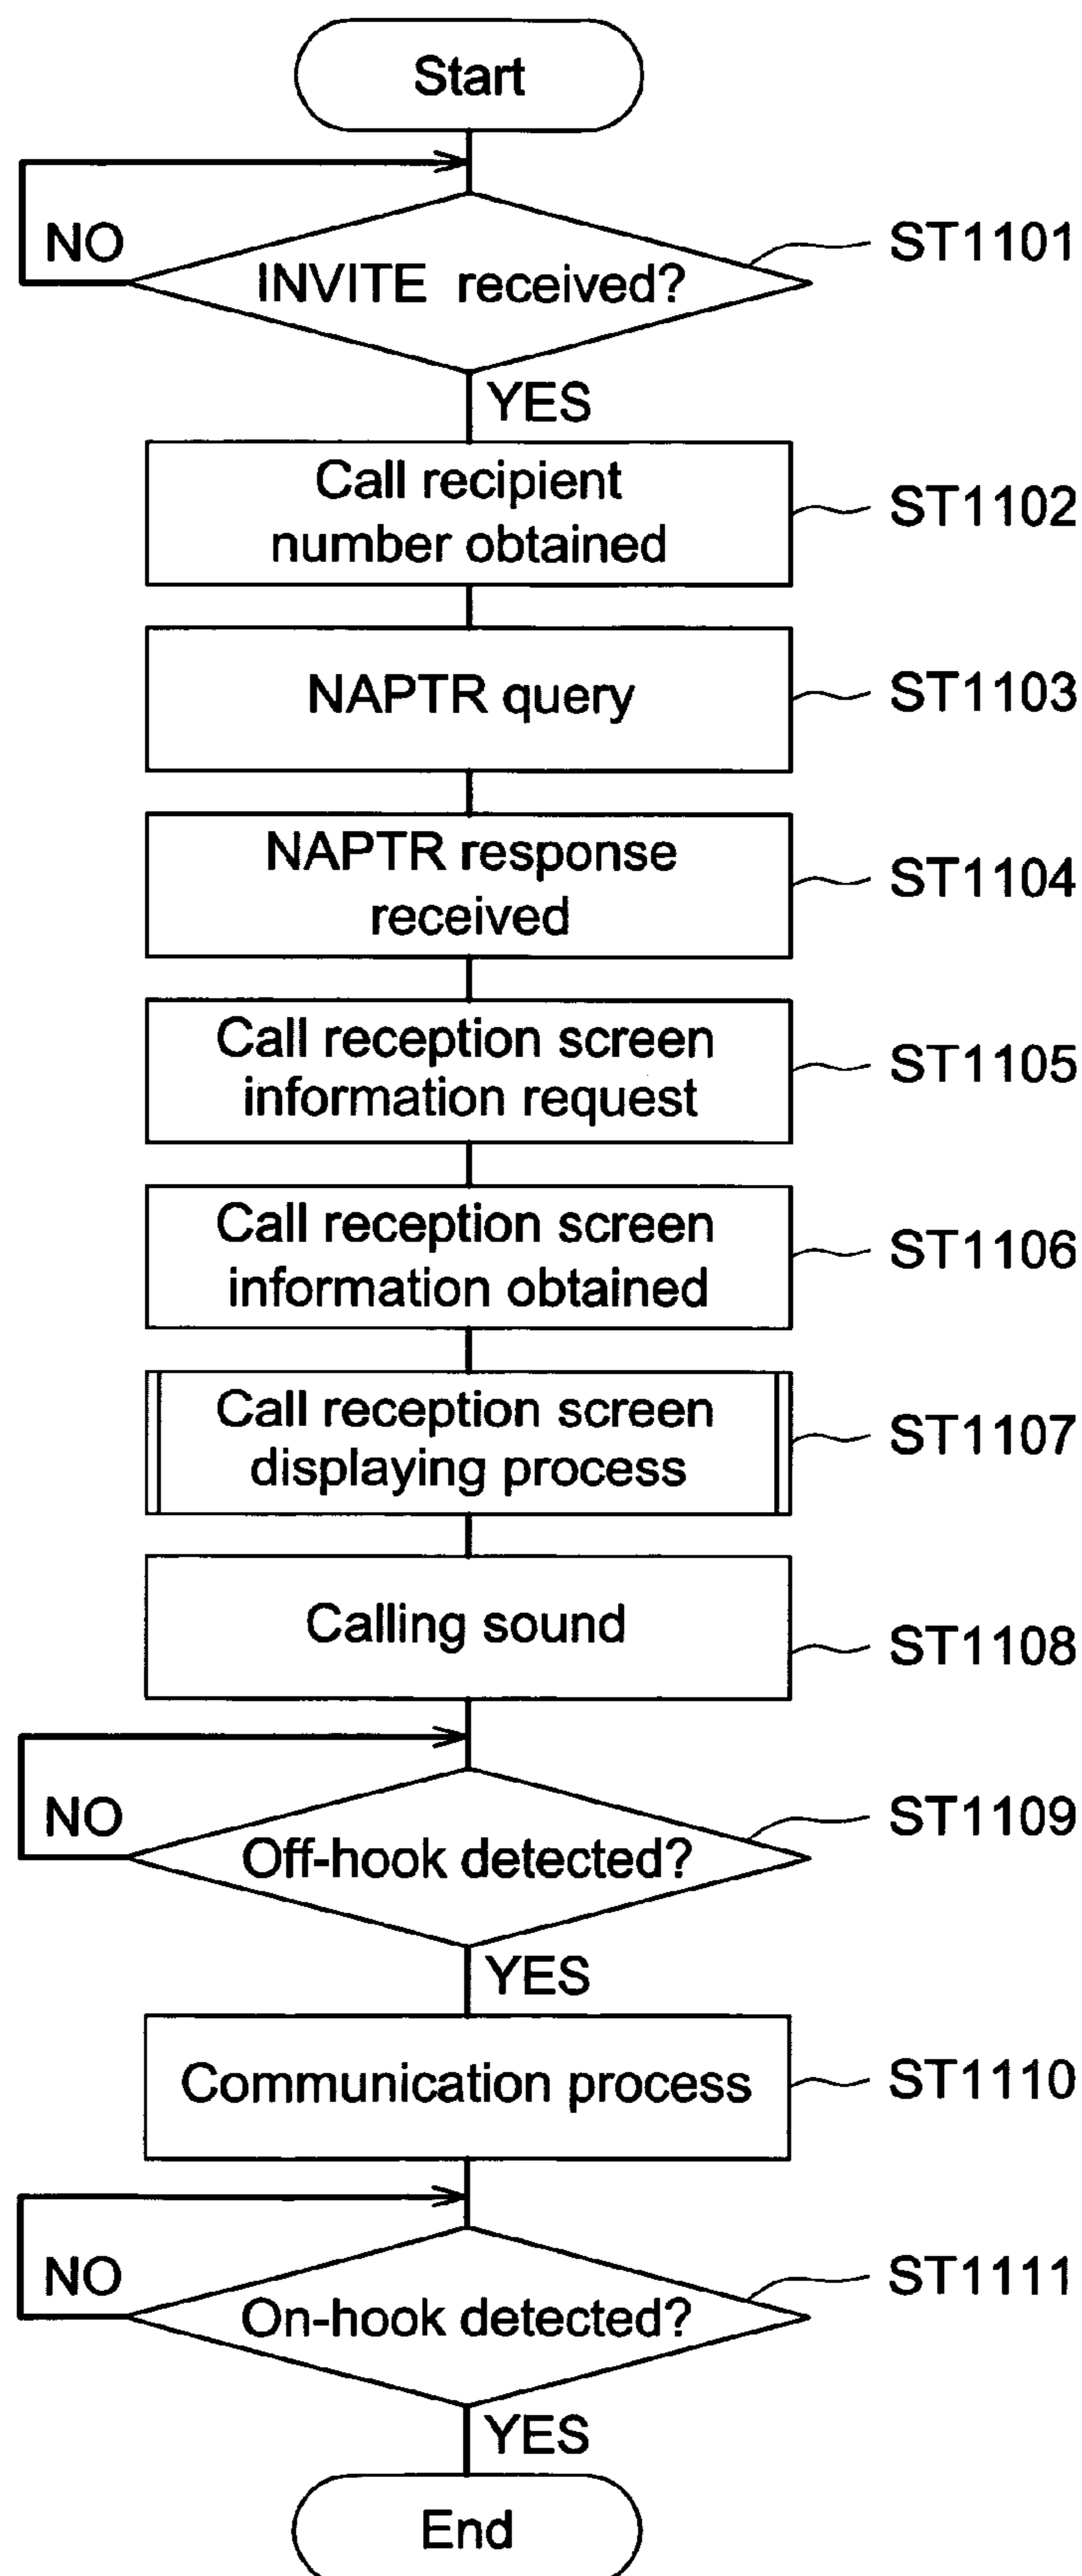 Start
NO
INVITE received?
ST1101
YES
Call recipient
number obtained
ST1102
NAPTR query
ST1103
NAPTR response
received
ST1104
Call reception screen
information request
ST1105
Call reception screen
information obtained
ST1106
Call reception screen
displaying process
ST1107
Calling sound
ST1108
NO
Off-hook detected?
ST1109
YES
Communication process
ST1110
NO
On-hook detected?
ST1111
YES
End